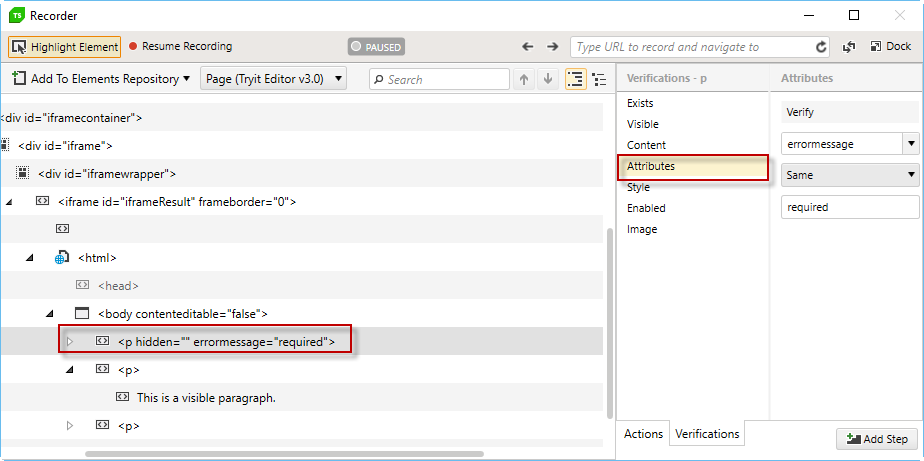 TS Recorder
Highlight Element Resume Recording PAUSED Type URL to record and navigate to Dock
Add To Elements Repository Page (Tryit Editor v3.0) Search
<div id="iframecontainer">
<div id="iframe">
<div id="iframewrapper">
<iframe id="iframeResult" frameborder="0">
<html>
<head>
<body contenteditable="false">
<p hidden="" errormessage="required">
<p>
This is a visible paragraph.
<p>
Verifications - p
Exists
Visible
Content
Attributes
Style
Enabled
Image
Actions Verifications
Attributes
Verify
errormessage
Same
required
Add Step